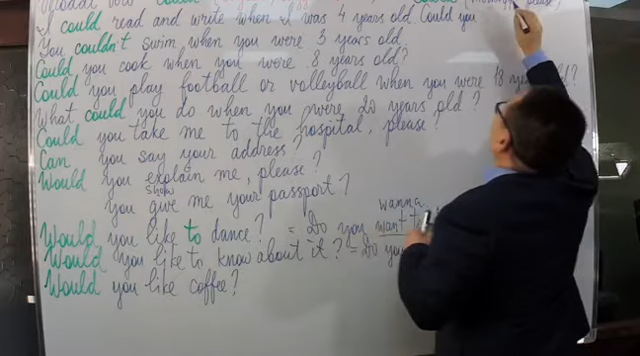 I could read and write when I was 4 years old Could you
You couldn't swim, when you were 3 years old.
Could you cook when you were 8 years old?
Could you play football or volleyball when you were 18 years old?
What could you do when you were 20 years old?
Could you take me to the hospital, please?
Can you say your address?
Would you explain me, please?
show
you give me your passport?
wanna
Would you like to dance? = Do you want t
Would you like to know about it? = Do you
Would you like coffee?